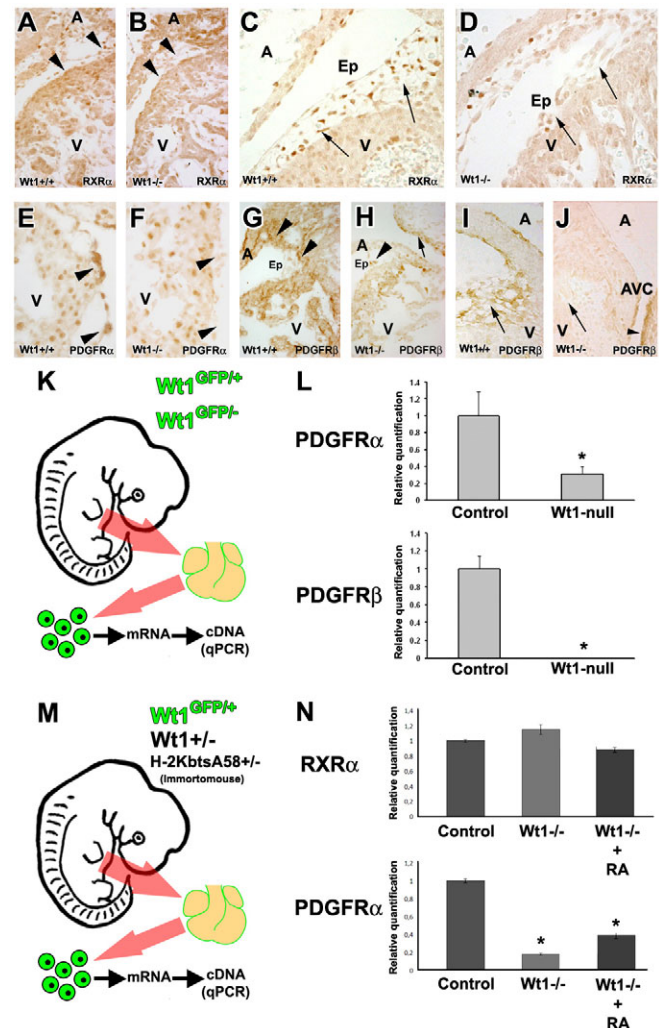 A
A
Wt1+/+
V
RXRα
B
A
Wt1-/-
V
RXRα
C
A
Ep
V
Wt1+/+
RXRα
D
A
Ep
V
Wt1-/-
RXRα
E
V
Wt1+/+
PDGFRα
F
V
Wt1-/-
PDGFRα
G
A
Ep
V
Wt1+/+
PDGFRβ
H
A
Ep
V
Wt1-/-
PDGFRβ
I
A
V
Wt1+/+
PDGFRβ
J
A
AVC
V
Wt1-/-
PDGFRβ
K
Wt1GFP/+
Wt1GFP/-
mRNA
cDNA
(qPCR)
L
PDGFRα
Relative quantification
1.4
1.2
1
0.8
0.6
0.4
0.2
0
*
Control
Wt1-null
PDGFRβ
Relative quantification
1.4
1.2
1
0.8
0.6
0.4
0.2
0
*
Control
Wt1-null
M
Wt1GFP/+
Wt1+/-
H-2KbtsA58+/-
(Immortomouse)
mRNA
cDNA
(qPCR)
N
RXRα
Relative quantification
1,4
1,2
1
0,8
0,6
0,4
0,2
0
Control
Wt1-/-
Wt1-/-
+
RA
PDGFRα
Relative quantification
1,4
1,2
1
0,8
0,6
0,4
0,2
0
*
*
Control
Wt1-/-
Wt1-/-
+
RA